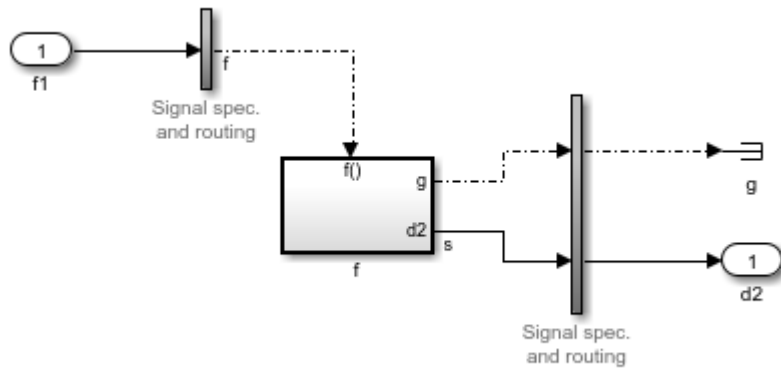 1
f1
f
Signal spec.
and routing
f()
g
d2
s
f
g
1
d2
Signal spec.
and routing